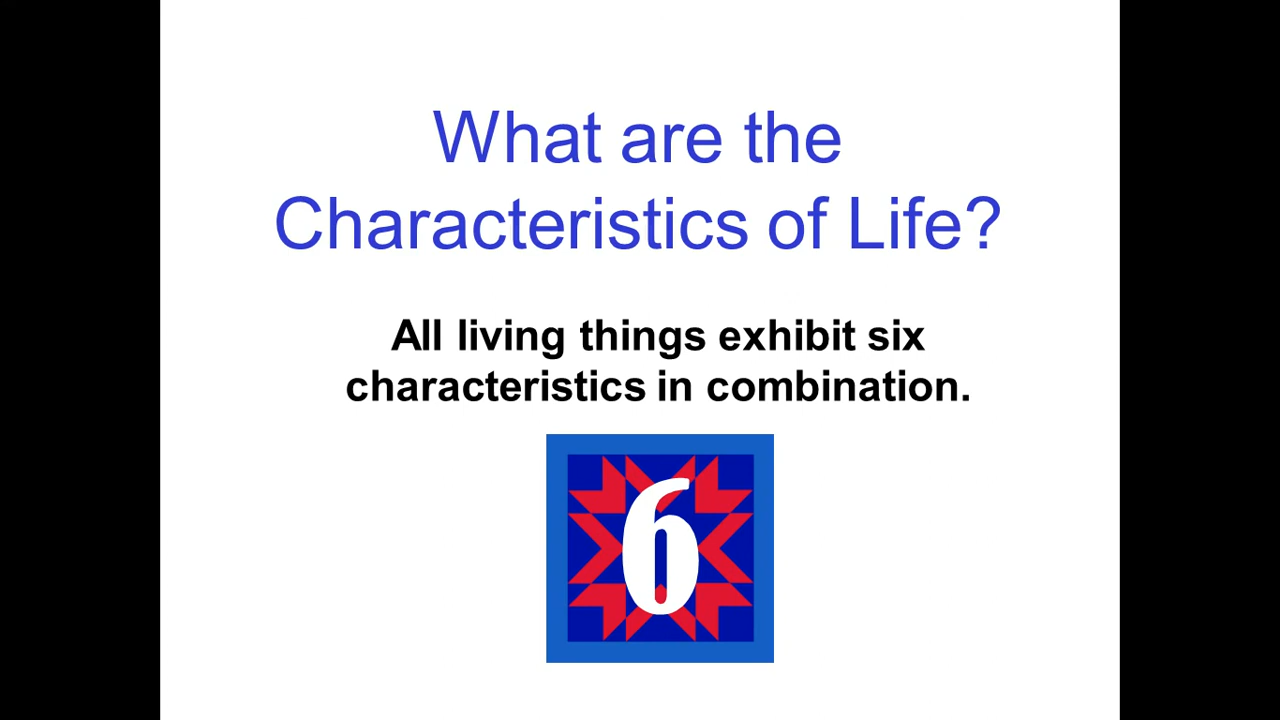 What are the
Characteristics of Life?
All living things exhibit six
characteristics in combination.
6